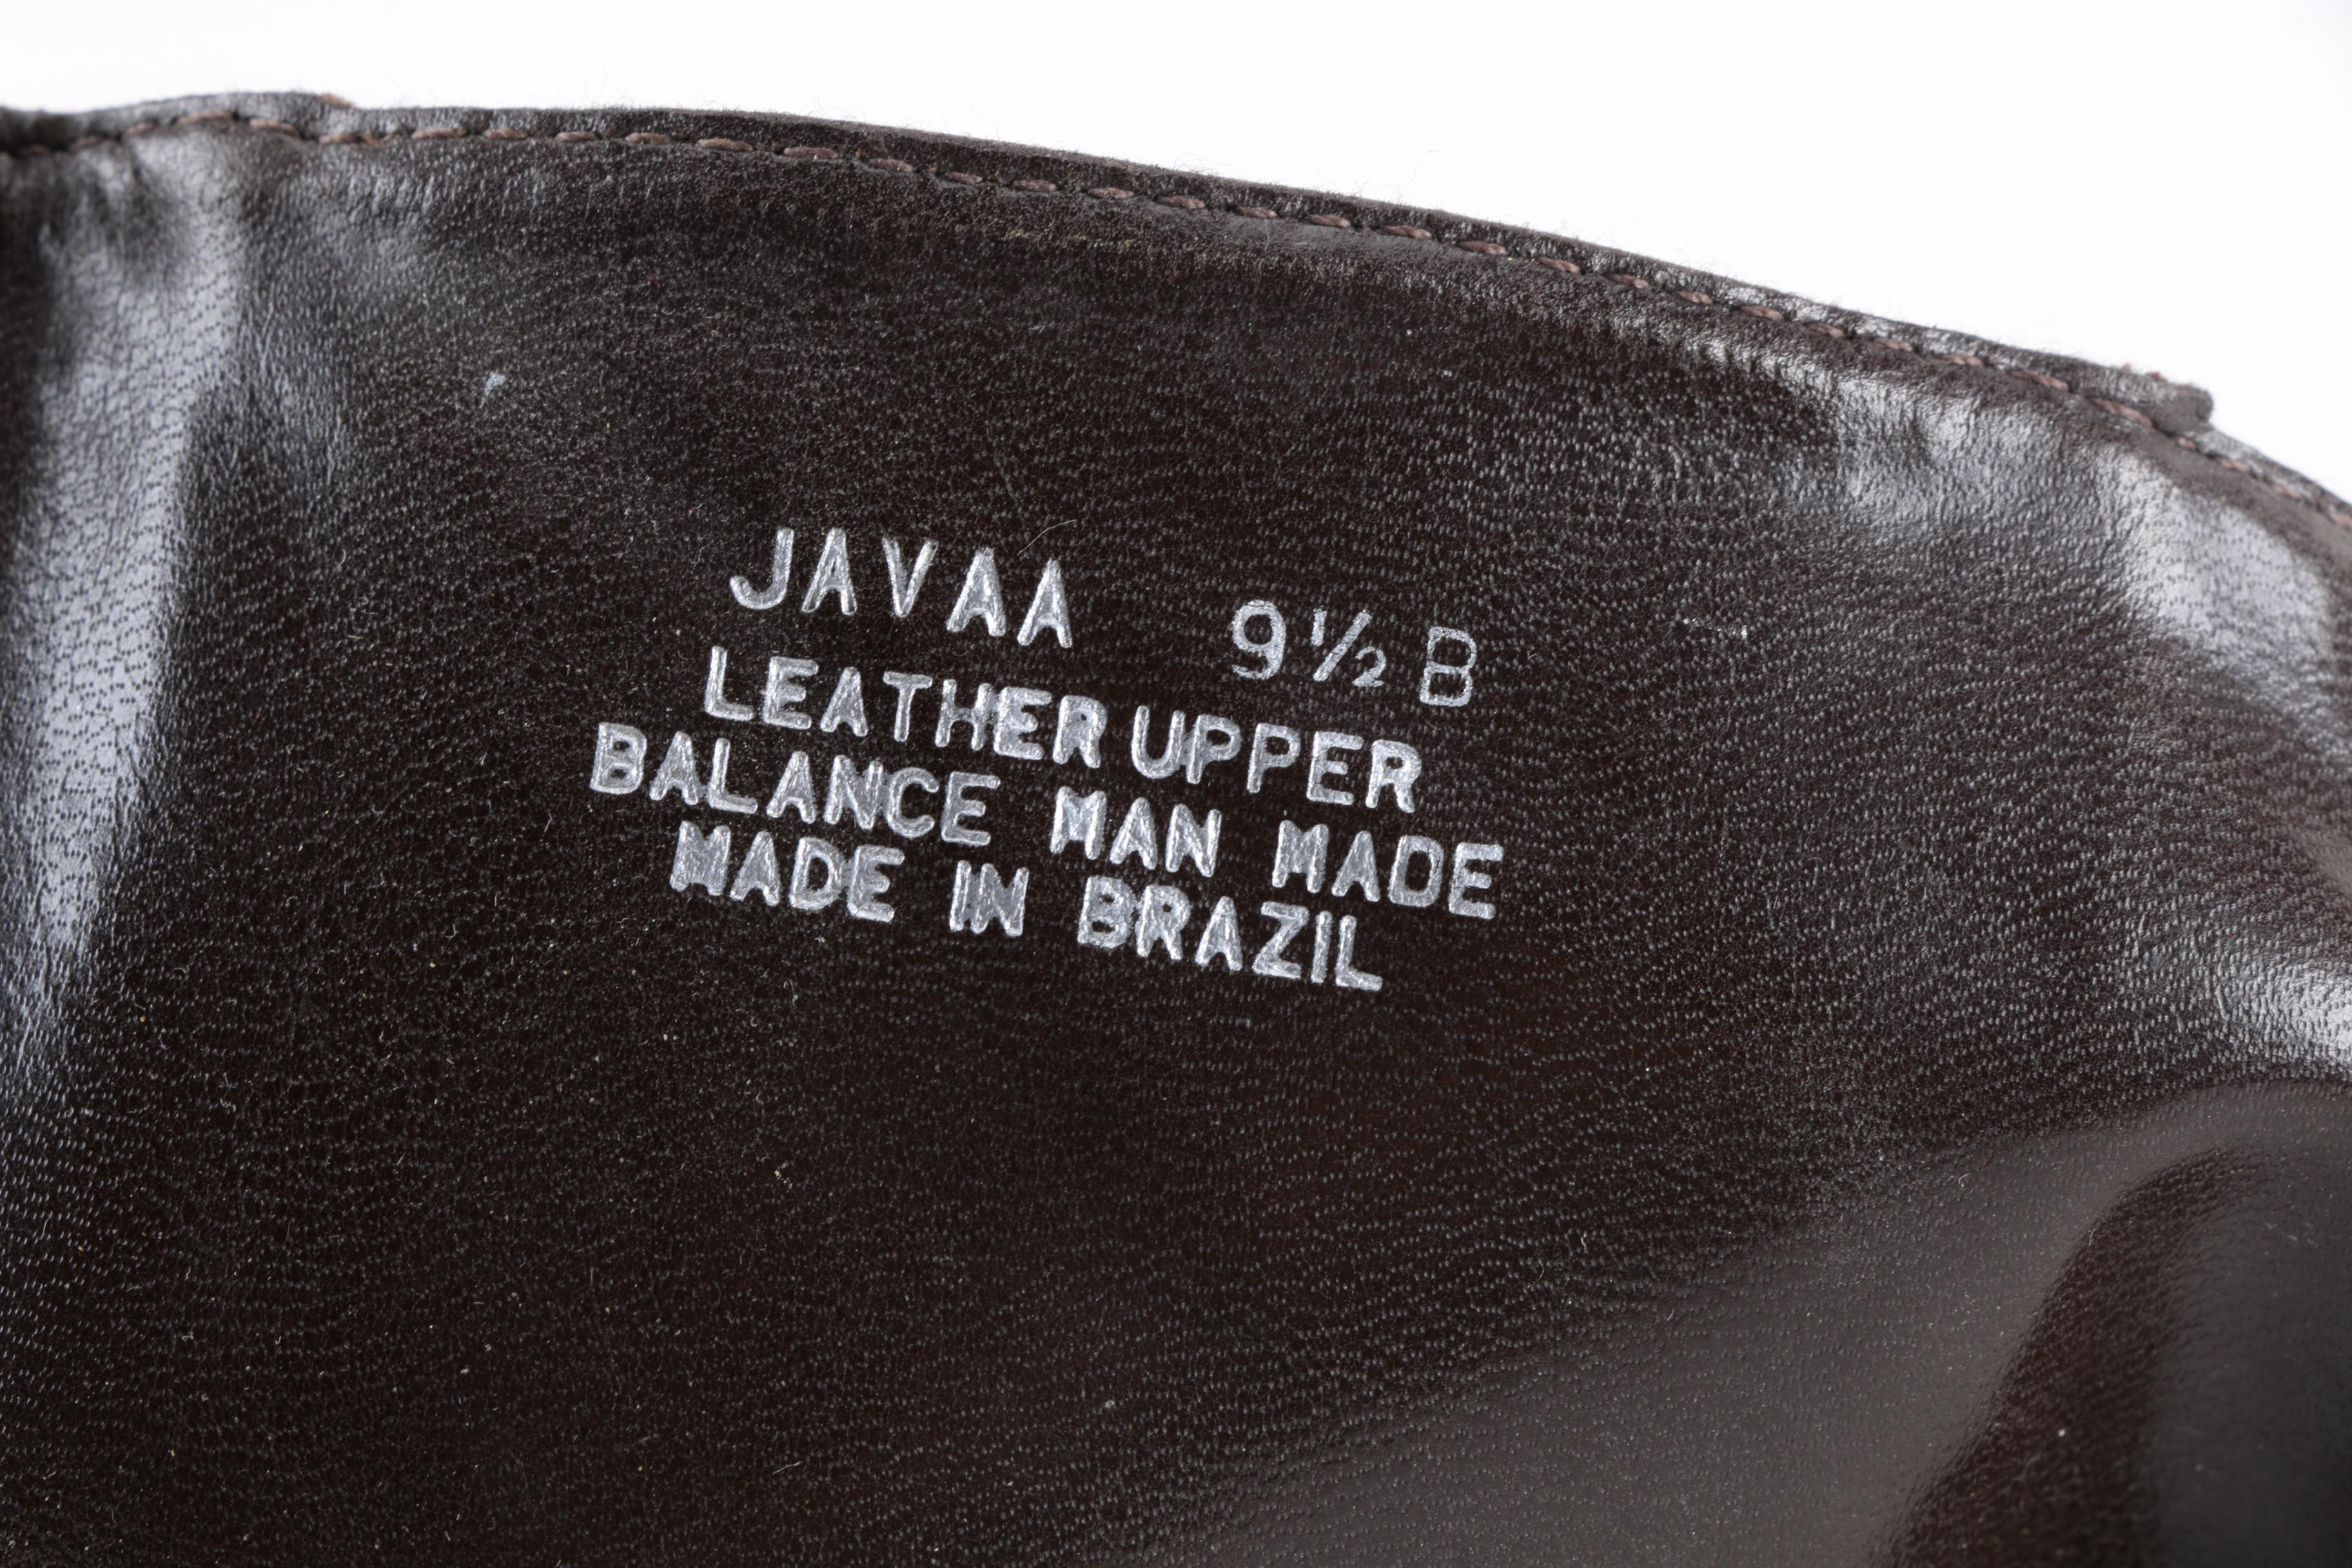 JAVAA 9½ B
LEATHER UPPER
BALANCE MAN MADE
MADE IN BRAZIL